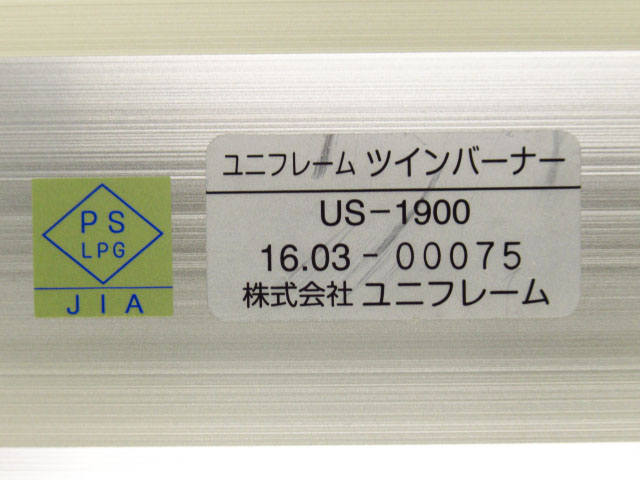 PS
LPG
JIA
ユニフレーム ツインバーナー
US-1900
16.03-00075
株式会社 ユニフレーム